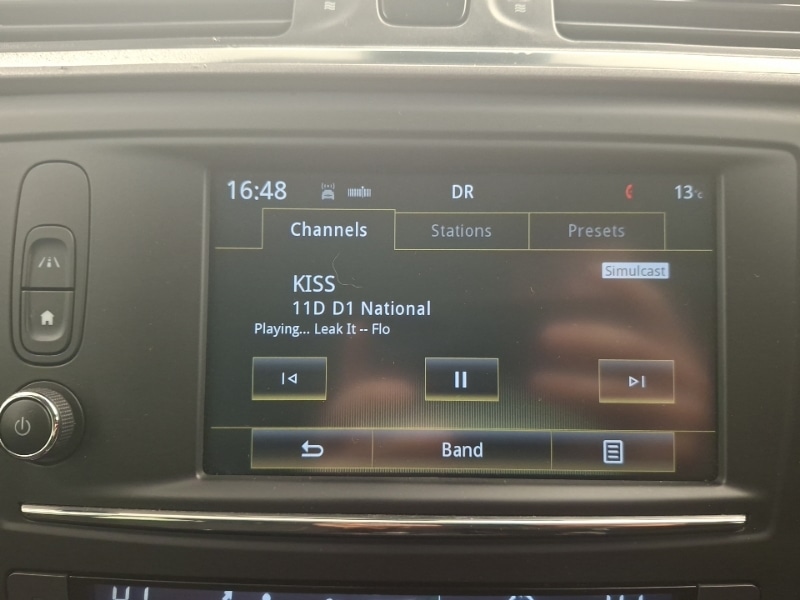 16:48 DR 13°c
Channels Stations Presets
Simulcast
KISS
11D D1 National
Playing... Leak It -- Flo
Band